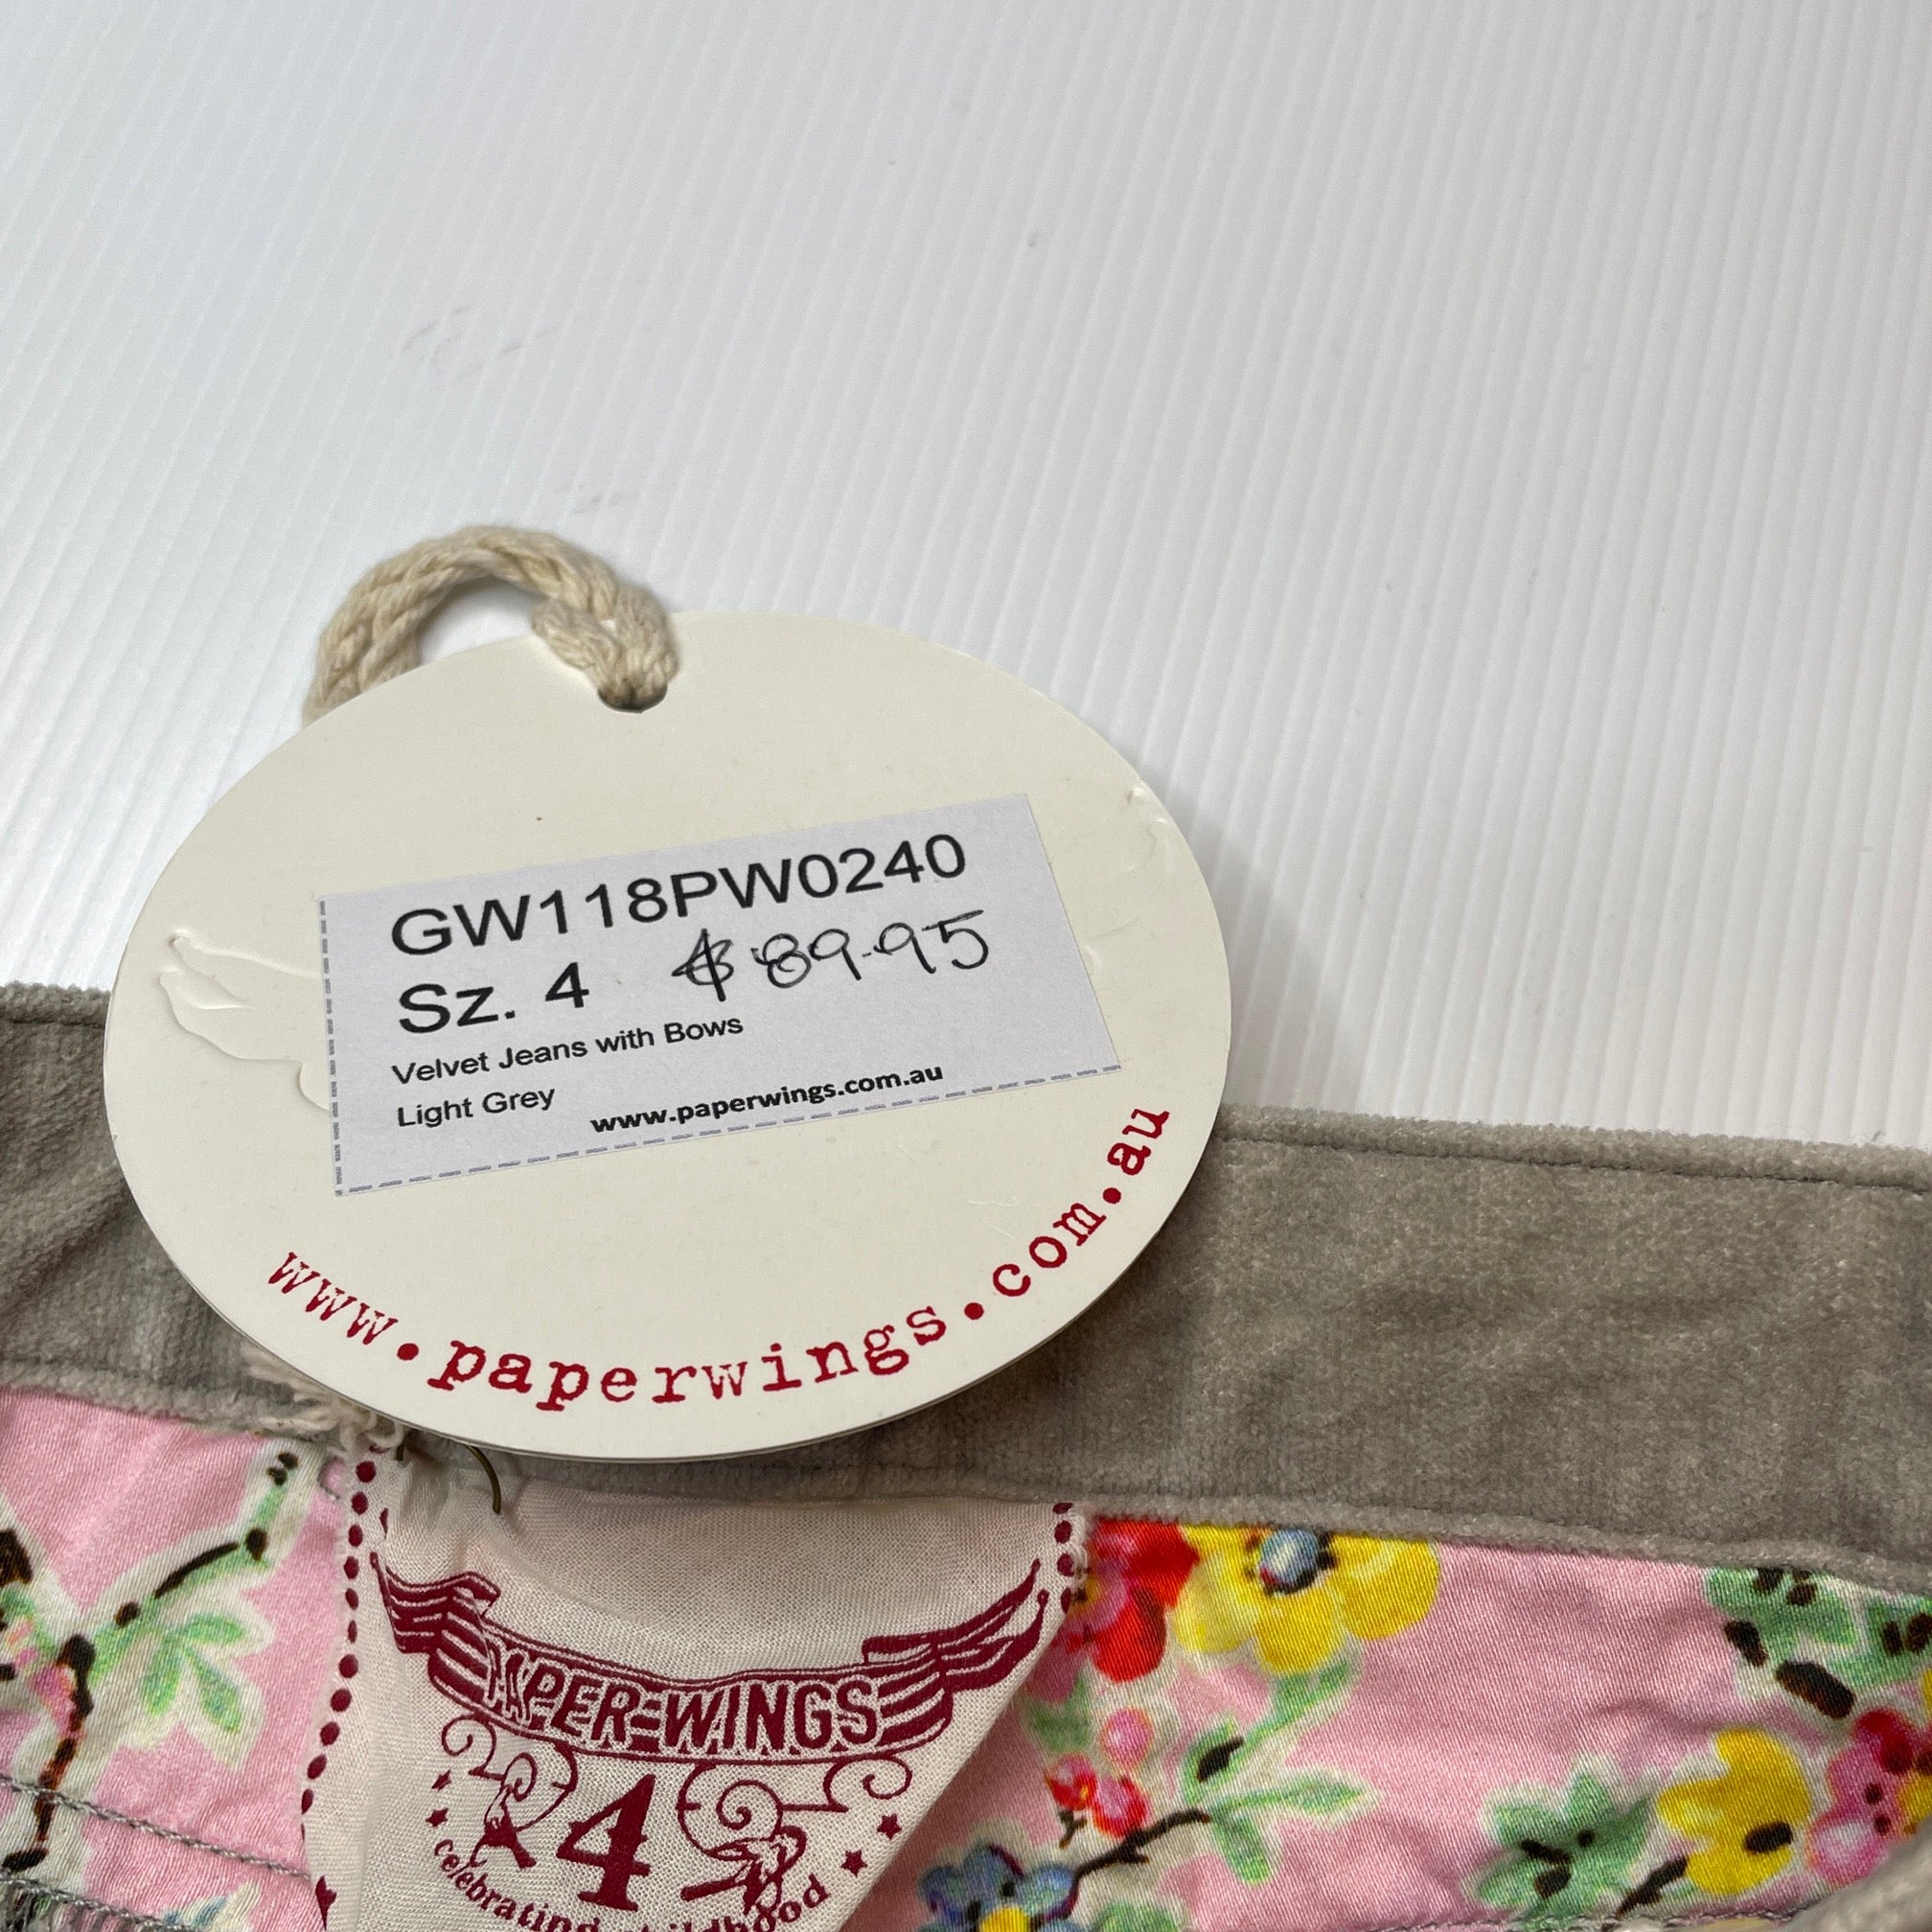 GW118PW0240
Sz. 4 $89.95
Velvet Jeans with Bows
Light Grey
www.paperwings.com.au
www.paperwings.com.au
PAPER-WINGS
4
celebrating childhood